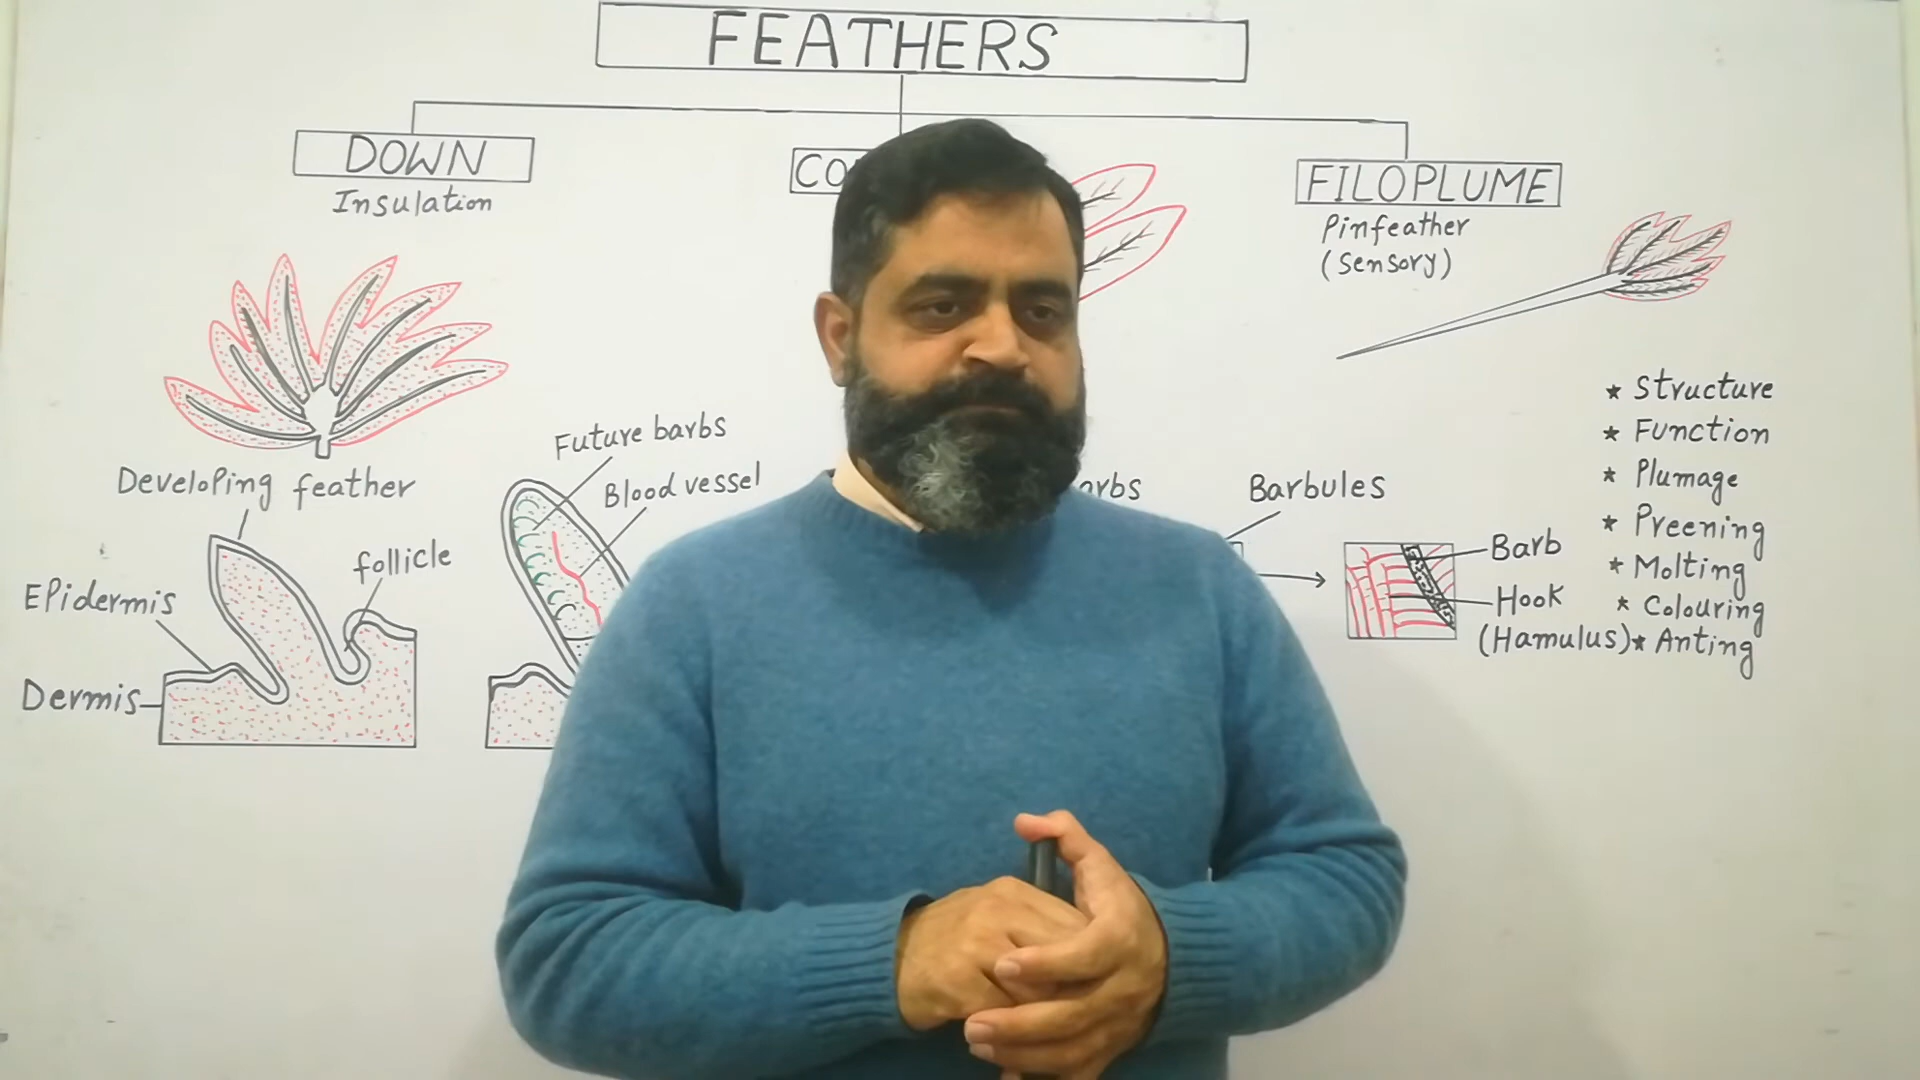 FEATHERS
DOWN
Insulation
FILOPLUME
Pinfeather
(Sensory)
Future barbs
Blood vessel
Developing feather
follicle
Epidermis
Dermis
Barbules
Barb
Hook
(Hamulus)
★ Structure
★ Function
★ Plumage
★ Preening
★ Molting
★ Colouring
★ Anting